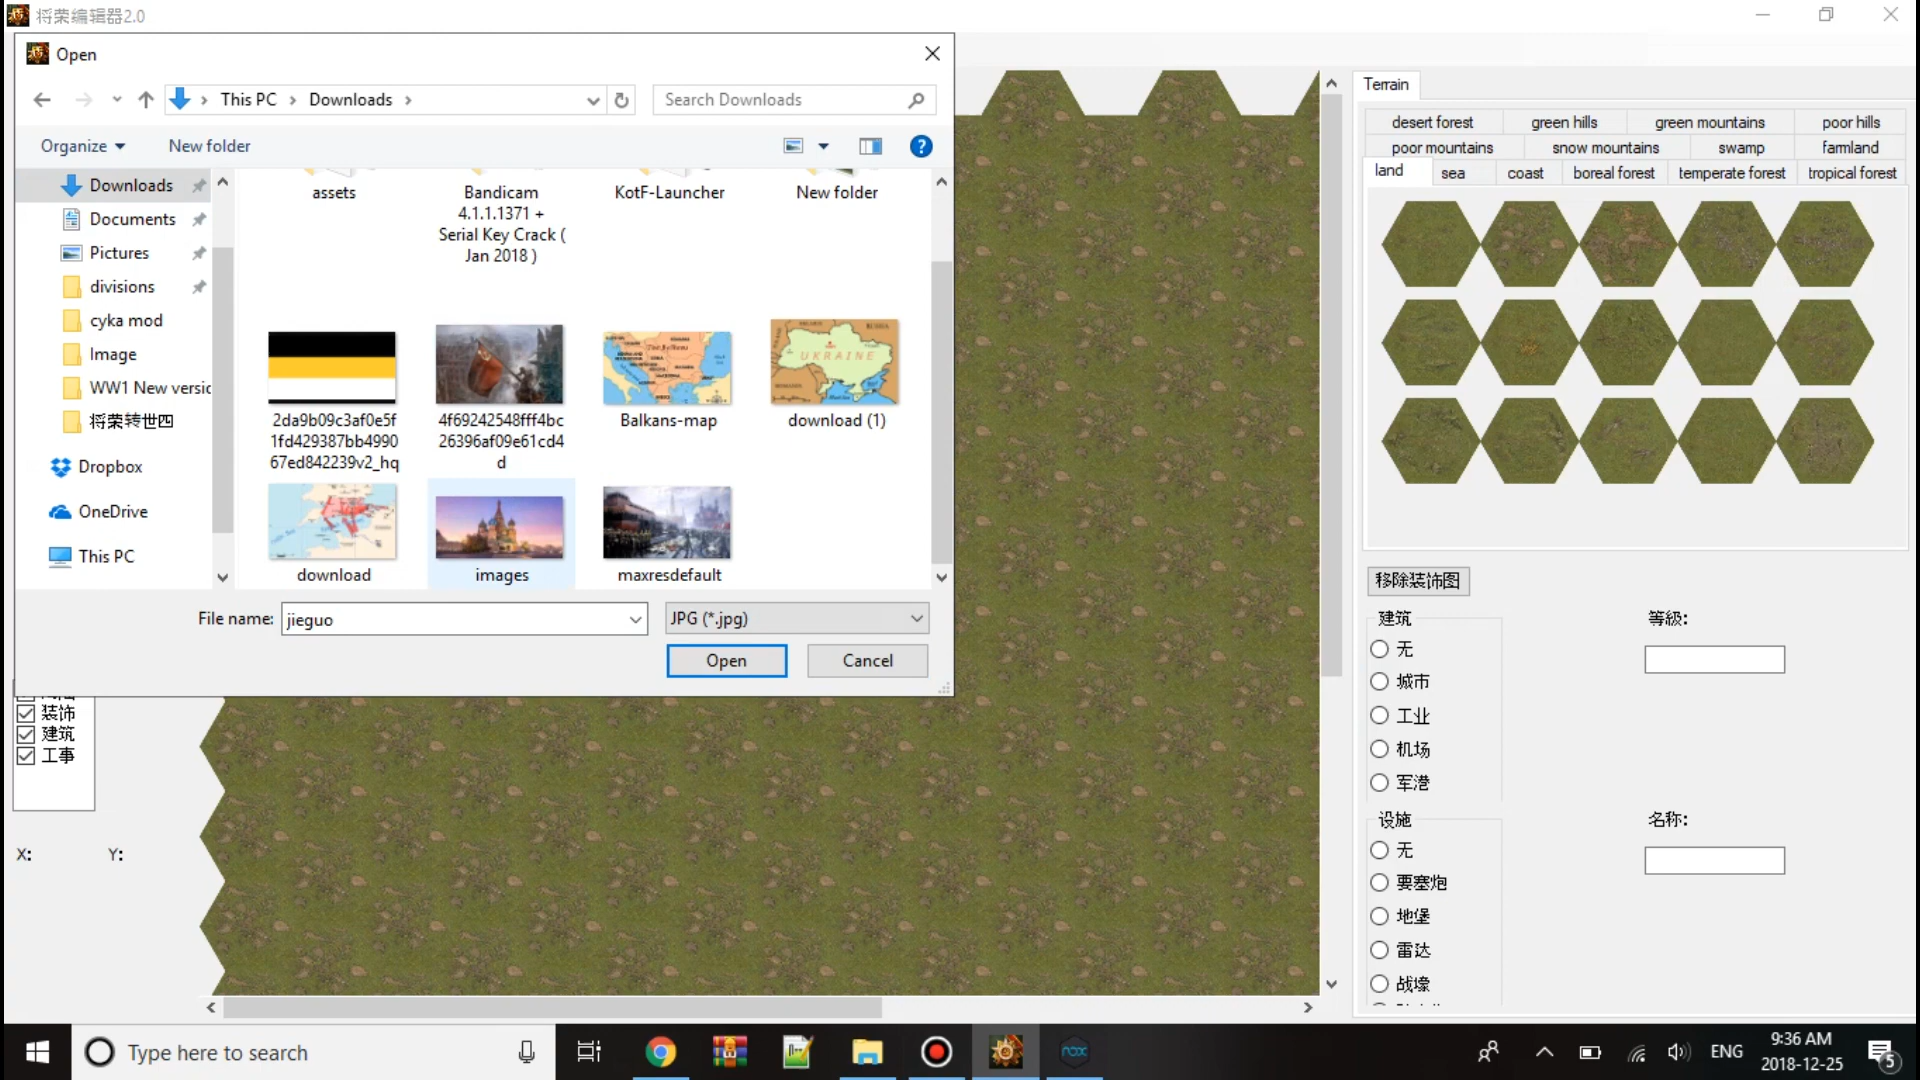 将荣编辑器2.0
Open
This PC
Downloads
Search Downloads
Organize
New folder
Downloads
Documents
Pictures
divisions
cyka mod
Image
WW1 New versic
将荣转世四
Dropbox
OneDrive
This PC
assets
Bandicam
4.1.1.1371 +
Serial Key Crack (
Jan 2018 )
KotF-Launcher
New folder
UKRAINE
2da9b09c3af0e5f
1fd429387bb4990
67ed842239v2_hq
4f69242548fff4bc
26396af09e61cd4
d
Balkans-map
download (1)
download
images
maxresdefault
File name:
jieguo
JPG (*.jpg)
Open
Cancel
装饰
建筑
工事
X:
Y:
Terrain
desert forest
green hills
green mountains
poor hills
poor mountains
snow mountains
swamp
farmland
land
sea
coast
boreal forest
temperate forest
tropical forest
移除装饰图
建筑
无
城市
工业
机场
军港
等級:
设施
无
要塞炮
地堡
雷达
战壕
名称:
Type here to search
nox
ENG
9:36 AM
2018-12-25
5